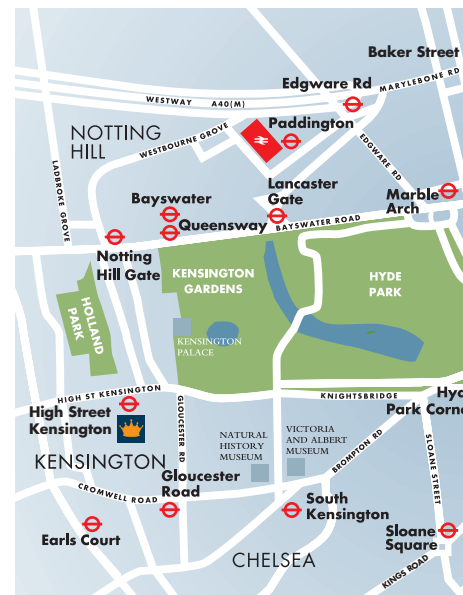 Baker Street
Edgware Rd
MARYLEBONE RD
WESTWAY A40(M)
Paddington
NOTTING
HILL
WESTBOURNE GROVE
EDGWARE RD
LADBROKE GROVE
Lancaster
Gate
Bayswater
Marble
Arch
Queensway
BAYSWATER ROAD
Notting
Hill Gate
KENSINGTON
GARDENS
HYDE
PARK
HOLLAND
PARK
KENSINGTON
PALACE
HIGH ST KENSINGTON
KNIGHTSBRIDGE
Hyd
Park Corne
High Street
Kensington
GLOUCESTER RD
NATURAL
HISTORY
MUSEUM
VICTORIA
AND ALBERT
MUSEUM
BROMPTON RD
SLOANE STREET
KENSINGTON
Gloucester
Road
CROMWELL ROAD
South
Kensington
Earls Court
Sloane
Square
CHELSEA
KINGS ROAD